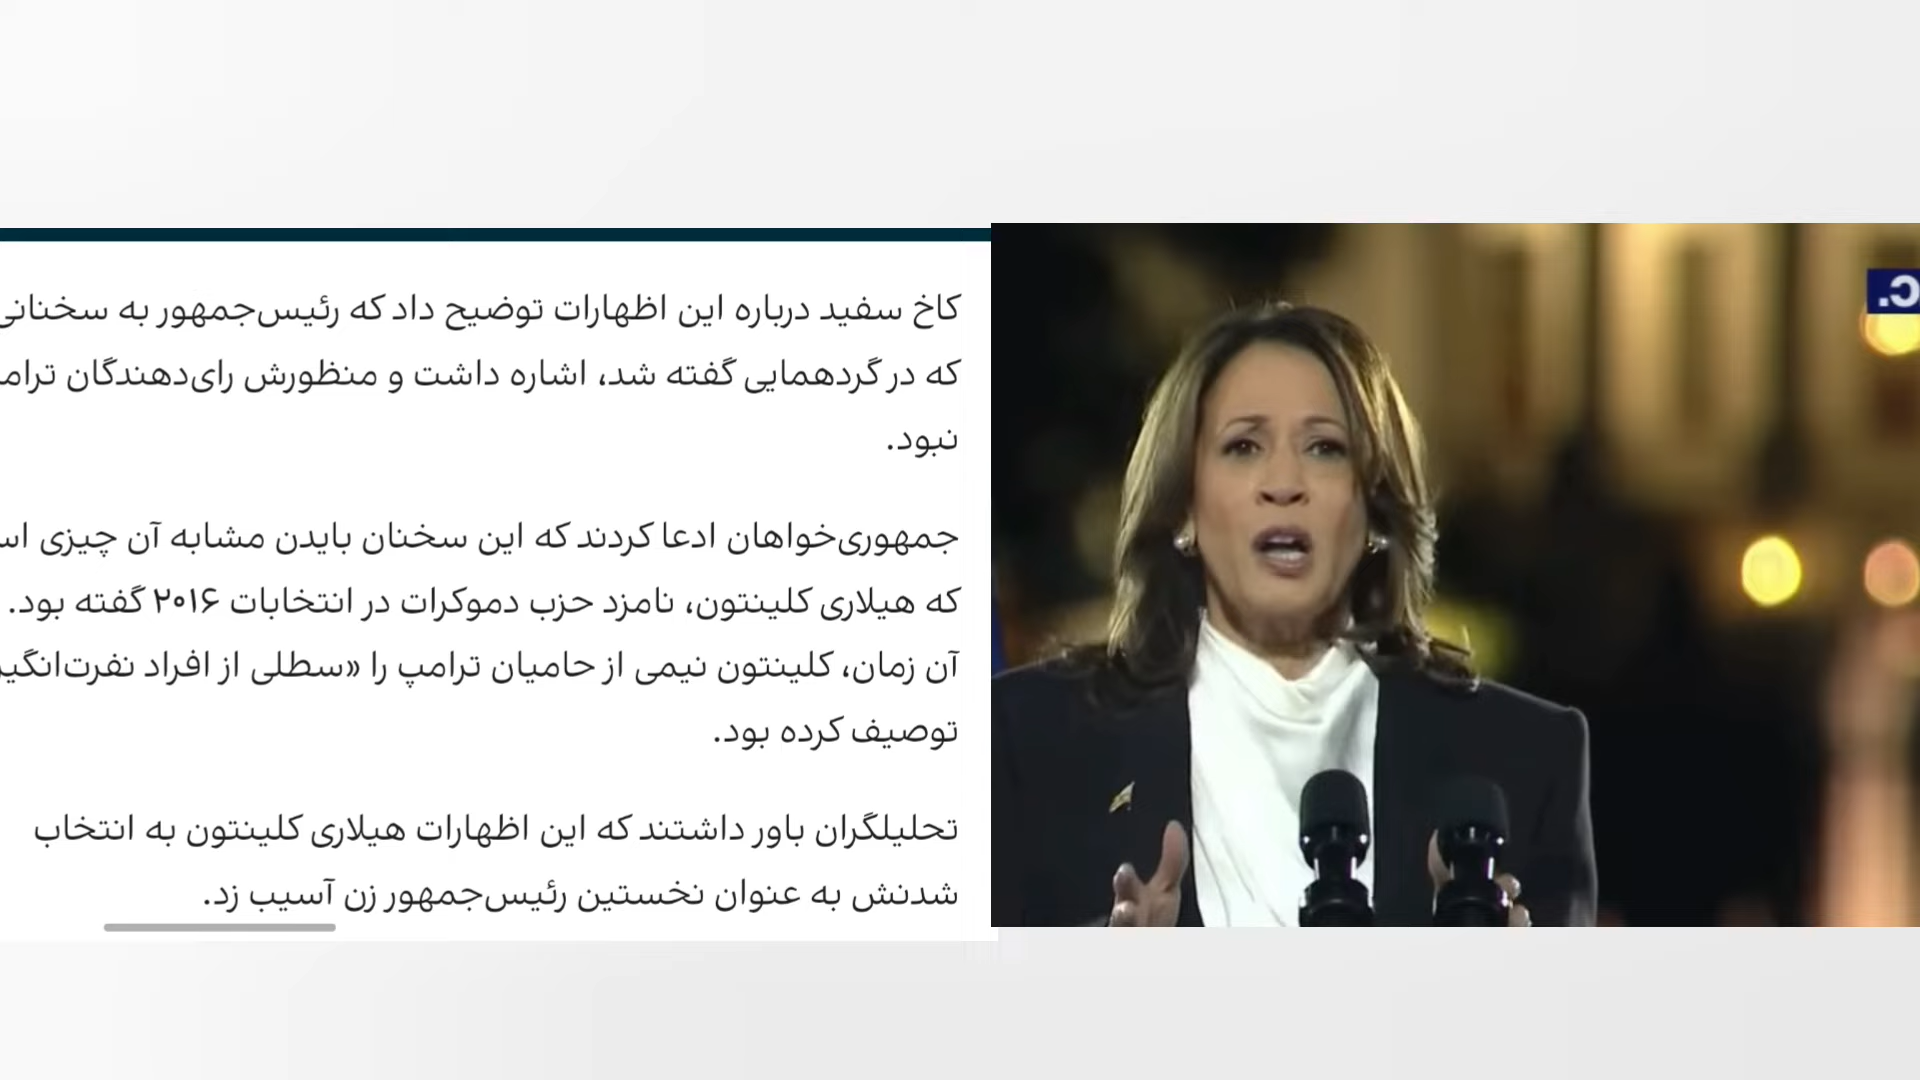 کاخ سفید درباره این اظهارات توضیح داد که رئیس‌جمهور به سخنانی
که در گردهمایی گفته شد، اشاره داشت و منظورش رای‌دهندگان
نبود.
جمهوری‌خواهان ادعا کردند که این سخنان بایدن مشابه آن چیزی
که هیلاری کلینتون، نامزد حزب دموکرات در انتخابات ۲۰۱۶ گفته بود.
آن زمان، کلینتون نیمی از حامیان ترامپ را «سطلی از افراد
توصیف کرده بود.
تحلیلگران باور داشتند که این اظهارات هیلاری کلینتون به انتخاب
شدنش به عنوان نخستین رئیس‌جمهور زن آسیب زد.